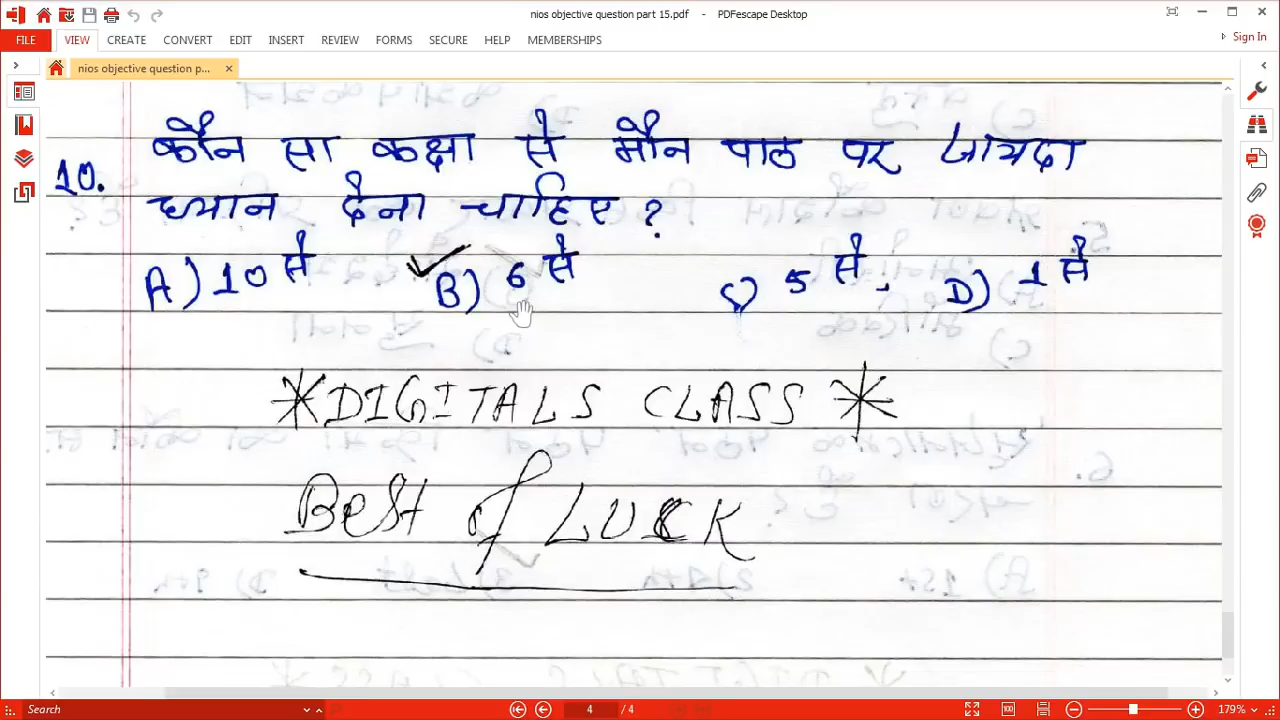 nios objective question part 15.pdf - PDFescape Desktop
FILE VIEW CREATE CONVERT EDIT INSERT REVIEW FORMS SECURE HELP MEMBERSHIPS
Sign In
nios objective question p...
कौन सा कक्षा से मौन पाठ पर जायदा
10.
ध्यान देना चाहिए?
A) 10 से B) 6 से C) 5 से, D) 1 से
*DIGITALS CLASS*
Best of LUCK
Search
4 / 4
179%